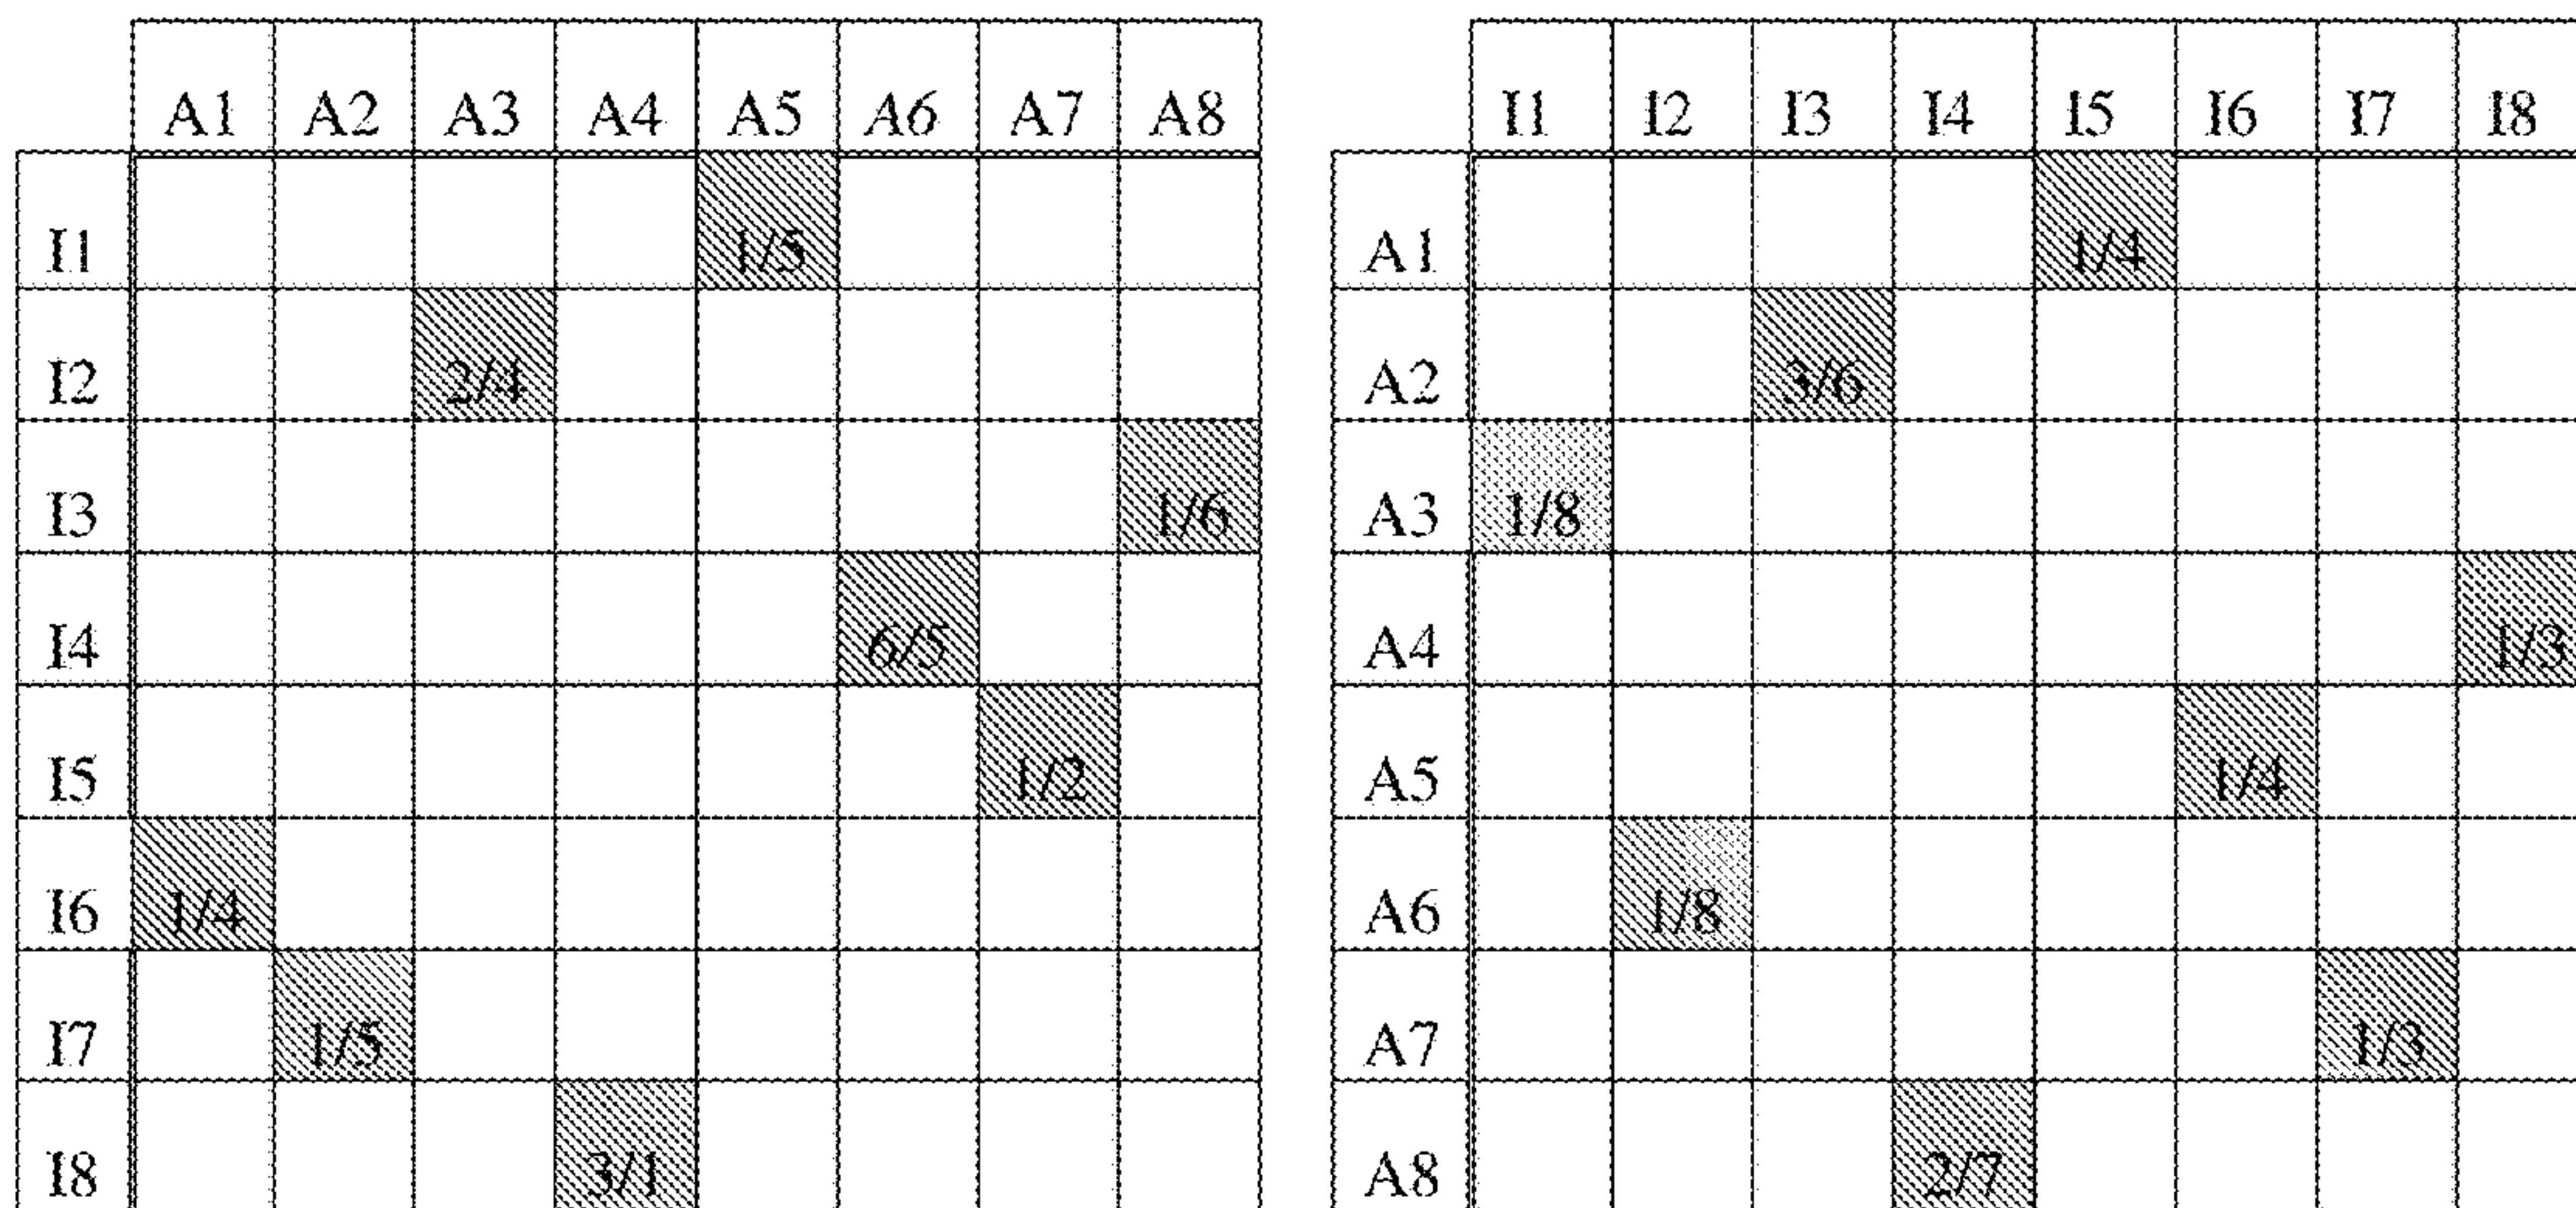 A1 A2 A3 A4 A5 A6 A7 A8 I1 I2 I3 I4 I5 I6 I7 I8
I1 1/5 A1 1/4
I2 2/4 A2 3/6
I3 1/6 A3 1/8
I4 6/5 A4 1/3
I5 1/2 A5 1/4
I6 1/4 A6 1/8
I7 1/5 A7 1/3
I8 3/1 A8 2/7